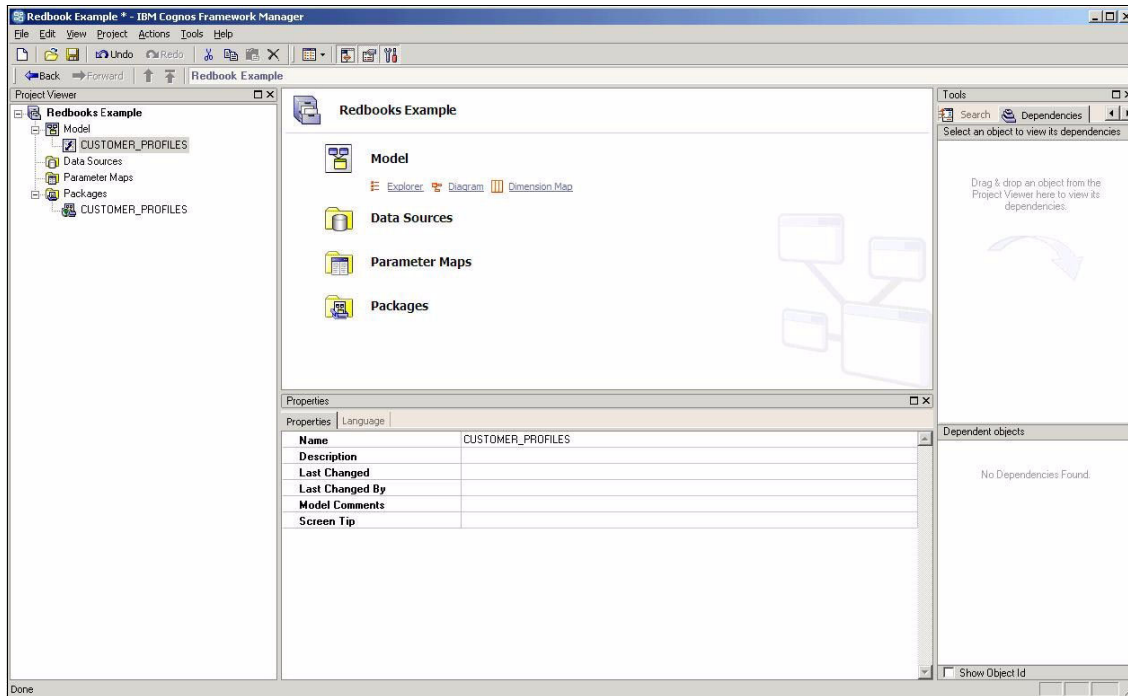 Redbook Example * - IBM Cognos Framework Manager
File Edit View Project Actions Tools Help
Undo Redo
Back Forward Redbook Example
Project Viewer
Redbooks Example
Model
CUSTOMER_PROFILES
Data Sources
Parameter Maps
Packages
CUSTOMER_PROFILES
Redbooks Example
Model
Explorer Diagram Dimension Map
Data Sources
Parameter Maps
Packages
Properties
Properties Language
Name CUSTOMER_PROFILES
Description
Last Changed
Last Changed By
Model Comments
Screen Tip
Tools
Search Dependencies
Select an object to view its dependencies
Drag & drop an object from the
Project Viewer here to view its
dependencies.
Dependent objects
No Dependencies Found.
Show Object Id
Done